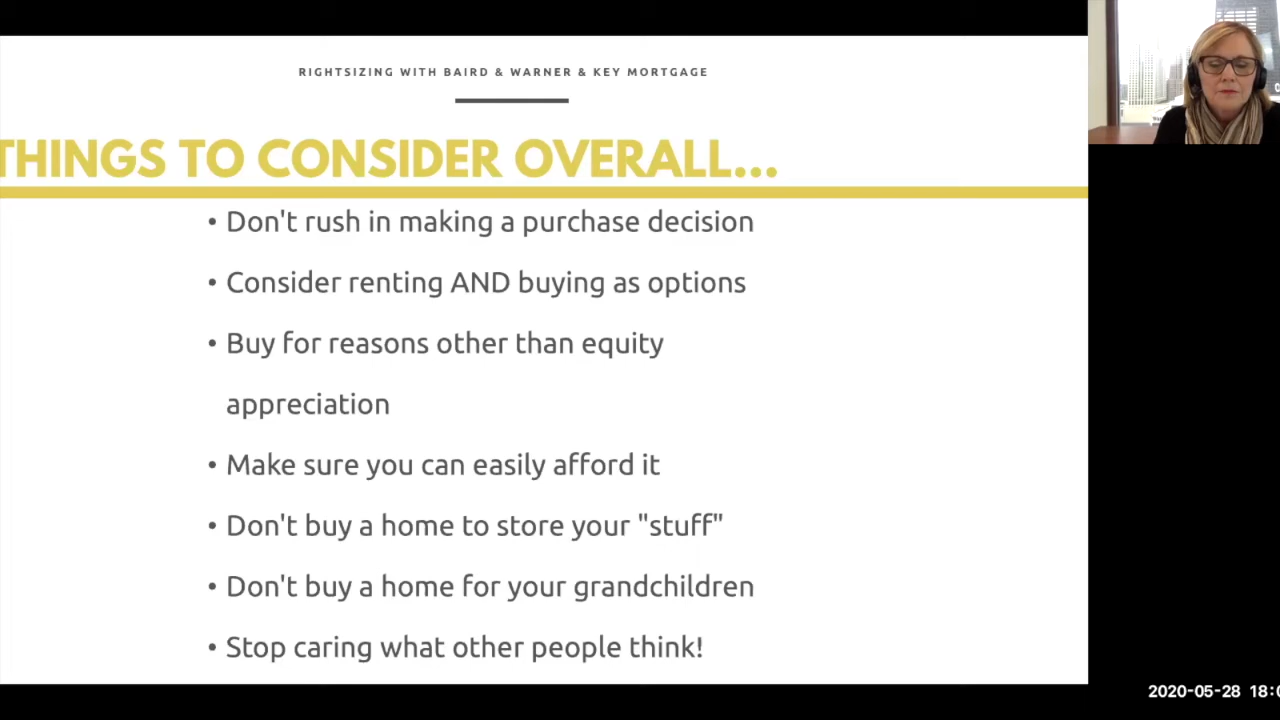 RIGHTSIZING WITH BAIRD & WARNER & KEY MORTGAGE
THINGS TO CONSIDER OVERALL...
• Don't rush in making a purchase decision
• Consider renting AND buying as options
• Buy for reasons other than equity
appreciation
• Make sure you can easily afford it
• Don't buy a home to store your "stuff"
• Don't buy a home for your grandchildren
• Stop caring what other people think!
2020-05-28 18:0